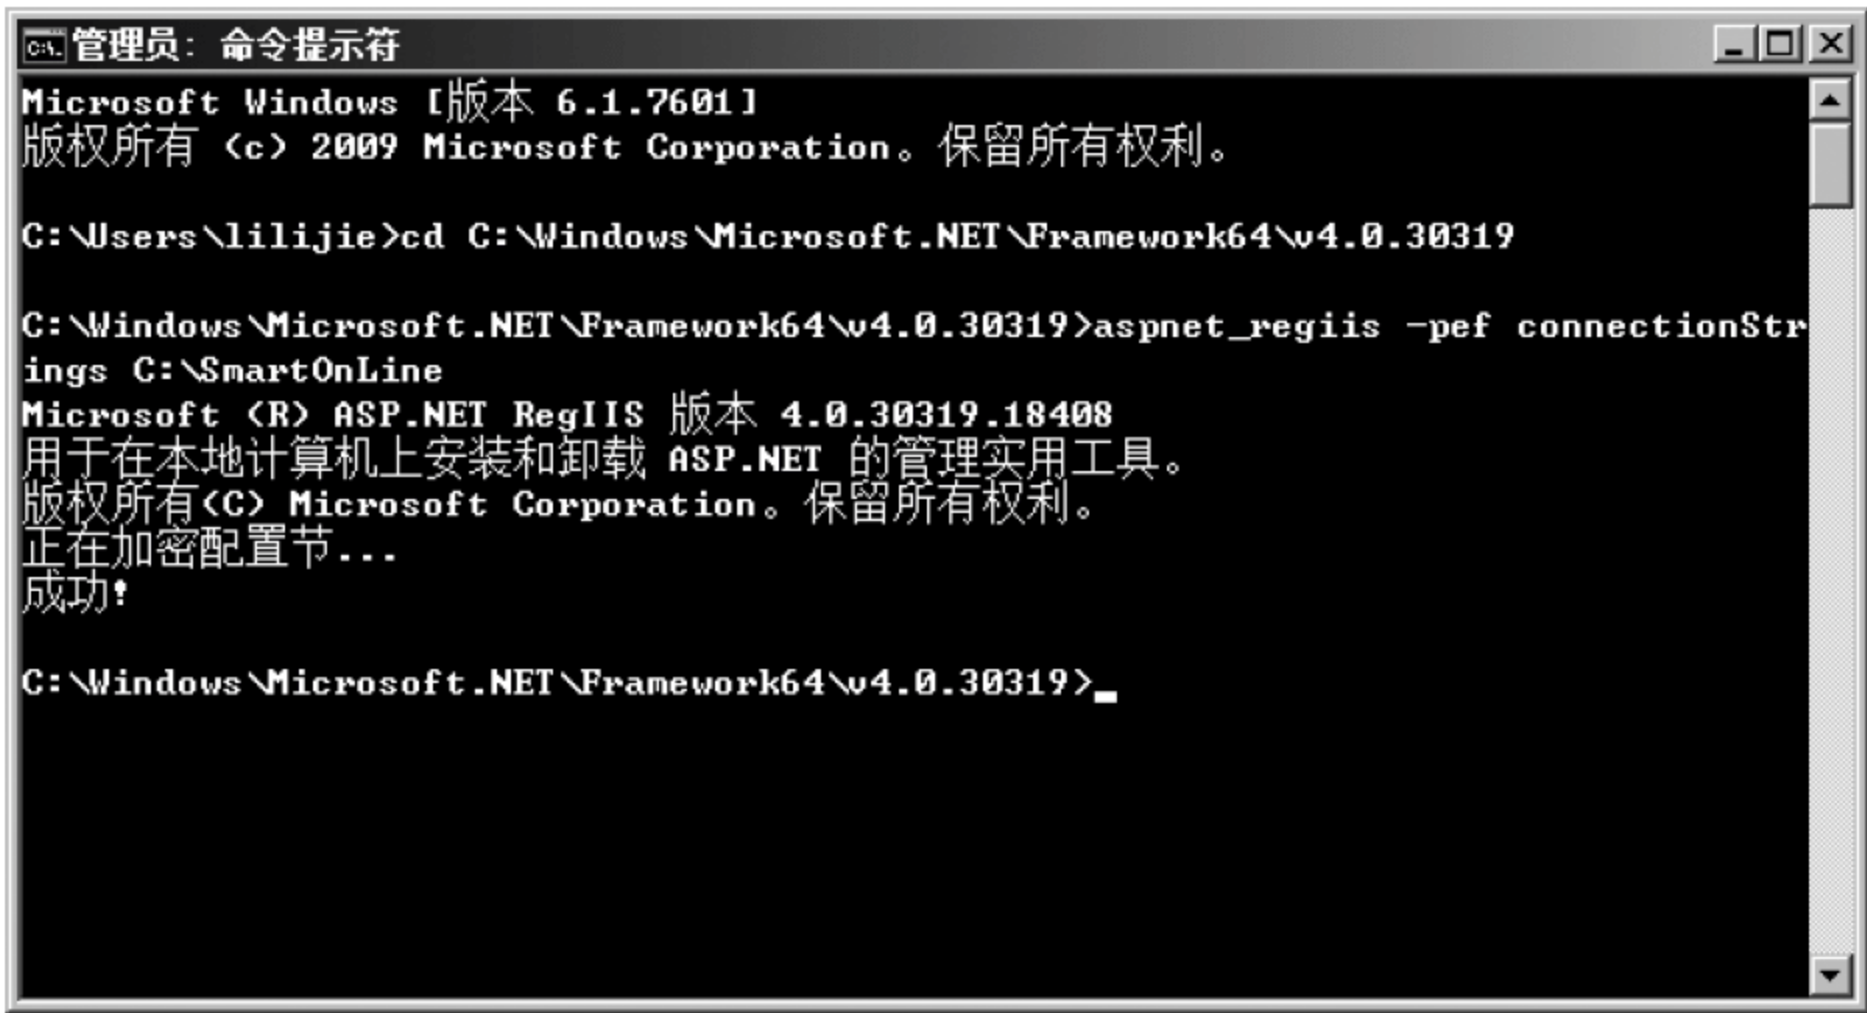 管理员: 命令提示符
Microsoft Windows [版本 6.1.7601]
版权所有 (c) 2009 Microsoft Corporation。保留所有权利。
C:\Users\lilijie>cd C:\Windows\Microsoft.NET\Framework64\v4.0.30319
C:\Windows\Microsoft.NET\Framework64\v4.0.30319>aspnet_regiis -pef connectionStr
ings C:\SmartOnLine
Microsoft (R) ASP.NET RegIIS 版本 4.0.30319.18408
用于在本地计算机上安装和卸载 ASP.NET 的管理实用工具。
版权所有(C) Microsoft Corporation。保留所有权利。
正在加密配置节...
成功!
C:\Windows\Microsoft.NET\Framework64\v4.0.30319>_